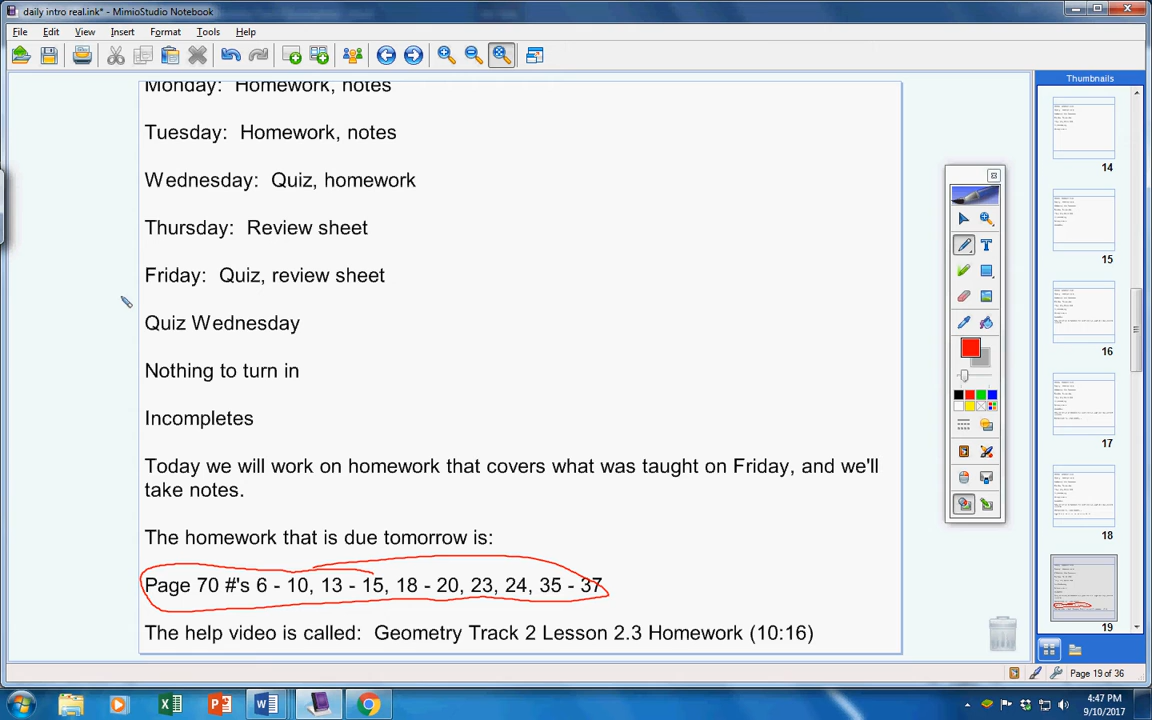 daily intro real.ink* - MimioStudio Notebook
File Edit View Insert Format Tools Help
Monday: Homework, notes
Tuesday: Homework, notes
Wednesday: Quiz, homework
Thursday: Review sheet
Friday: Quiz, review sheet
Quiz Wednesday
Nothing to turn in
Incompletes
Today we will work on homework that covers what was taught on Friday, and we'll
take notes.
The homework that is due tomorrow is:
Page 70 #'s 6 - 10, 13 - 15, 18 - 20, 23, 24, 35 - 37
The help video is called: Geometry Track 2 Lesson 2.3 Homework (10:16)
Thumbnails
14
15
16
17
18
19
Page 19 of 36
4:47 PM
9/10/2017